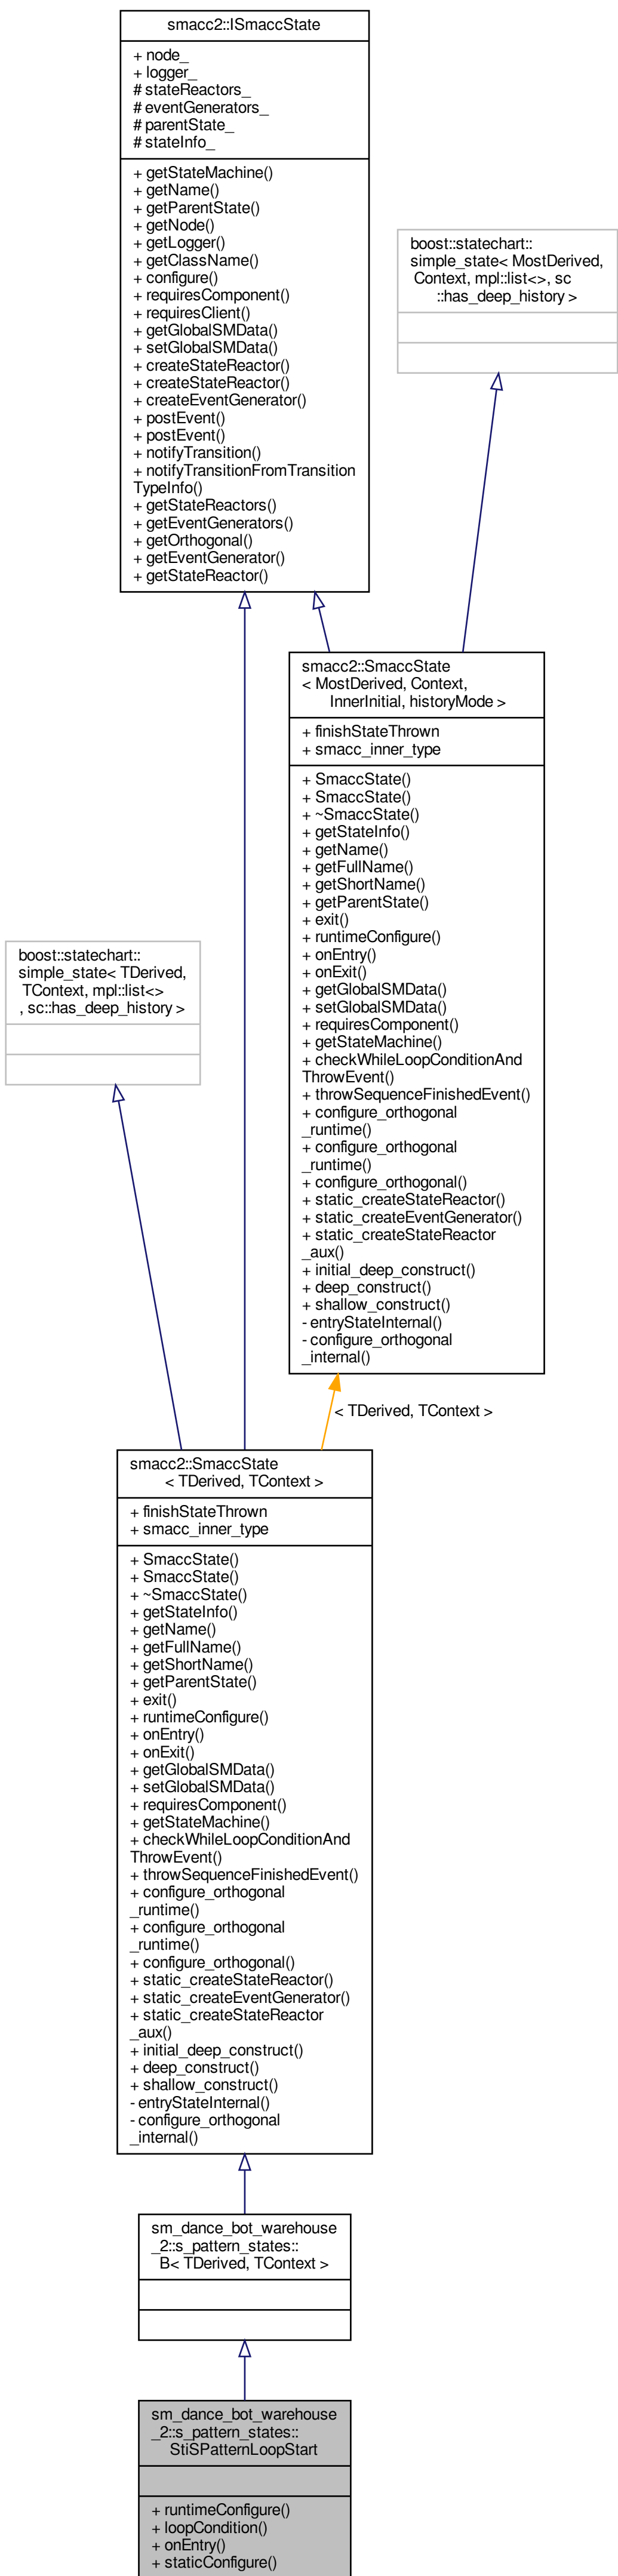 smacc2::ISmaccState
+ node_
+ logger_
# stateReactors_
# eventGenerators_
# parentState_
# stateInfo_
+ getStateMachine()
+ getName()
+ getParentState()
+ getNode()
+ getLogger()
+ getClassName()
+ configure()
+ requiresComponent()
+ requiresClient()
+ getGlobalSMData()
+ setGlobalSMData()
+ createStateReactor()
+ createStateReactor()
+ createEventGenerator()
+ postEvent()
+ postEvent()
+ notifyTransition()
+ notifyTransitionFromTransition
TypeInfo()
+ getStateReactors()
+ getEventGenerators()
+ getOrthogonal()
+ getEventGenerator()
+ getStateReactor()
boost::statechart::
simple_state< MostDerived,
Context, mpl::list<>, sc
::has_deep_history >
smacc2::SmaccState
< MostDerived, Context,
InnerInitial, historyMode >
+ finishStateThrown
+ smacc_inner_type
+ SmaccState()
+ SmaccState()
+ ~SmaccState()
+ getStateInfo()
+ getName()
+ getFullName()
+ getShortName()
+ getParentState()
+ exit()
+ runtimeConfigure()
+ onEntry()
+ onExit()
+ getGlobalSMData()
+ setGlobalSMData()
+ requiresComponent()
+ getStateMachine()
+ checkWhileLoopConditionAnd
ThrowEvent()
+ throwSequenceFinishedEvent()
+ configure_orthogonal
_runtime()
+ configure_orthogonal
_runtime()
+ configure_orthogonal()
+ static_createStateReactor()
+ static_createEventGenerator()
+ static_createStateReactor
_aux()
+ initial_deep_construct()
+ deep_construct()
+ shallow_construct()
- entryStateInternal()
- configure_orthogonal
_internal()
boost::statechart::
simple_state< TDerived,
TContext, mpl::list<>
, sc::has_deep_history >
< TDerived, TContext >
smacc2::SmaccState
< TDerived, TContext >
+ finishStateThrown
+ smacc_inner_type
+ SmaccState()
+ SmaccState()
+ ~SmaccState()
+ getStateInfo()
+ getName()
+ getFullName()
+ getShortName()
+ getParentState()
+ exit()
+ runtimeConfigure()
+ onEntry()
+ onExit()
+ getGlobalSMData()
+ setGlobalSMData()
+ requiresComponent()
+ getStateMachine()
+ checkWhileLoopConditionAnd
ThrowEvent()
+ throwSequenceFinishedEvent()
+ configure_orthogonal
_runtime()
+ configure_orthogonal
_runtime()
+ configure_orthogonal()
+ static_createStateReactor()
+ static_createEventGenerator()
+ static_createStateReactor
_aux()
+ initial_deep_construct()
+ deep_construct()
+ shallow_construct()
- entryStateInternal()
- configure_orthogonal
_internal()
sm_dance_bot_warehouse
_2::s_pattern_states::
B< TDerived, TContext >
sm_dance_bot_warehouse
_2::s_pattern_states::
StiSPatternLoopStart
+ runtimeConfigure()
+ loopCondition()
+ onEntry()
+ staticConfigure()